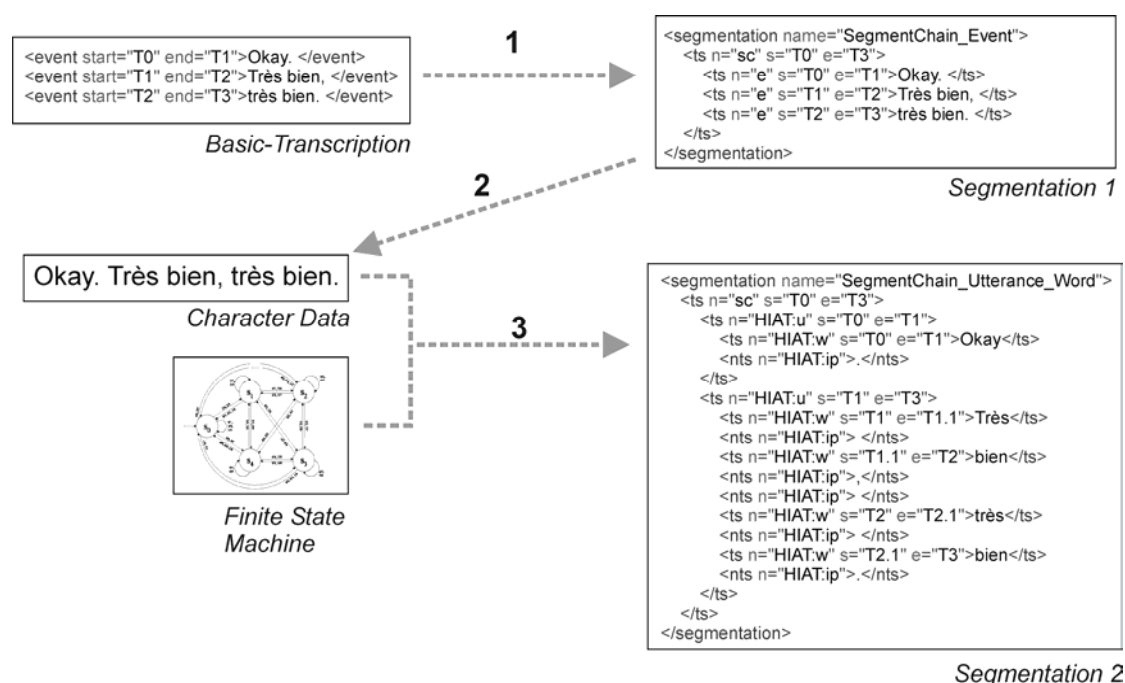 <event start="T0" end="T1">Okay. </event>
<event start="T1" end="T2">Très bien, </event>
<event start="T2" end="T3">très bien. </event>
Basic-Transcription
1
<segmentation name="SegmentChain_Event">
<ts n="sc" s="T0" e="T3">
<ts n="e" s="T0" e="T1">Okay. </ts>
<ts n="e" s="T1" e="T2">Très bien, </ts>
<ts n="e" s="T2" e="T3">très bien. </ts>
</ts>
</segmentation>
Segmentation 1
2
Okay. Très bien, très bien.
Character Data
Finite State
Machine
3
<segmentation name="SegmentChain_Utterance_Word">
<ts n="sc" s="T0" e="T3">
<ts n="HIAT:u" s="T0" e="T1">
<ts n="HIAT:w" s="T0" e="T1">Okay</ts>
<nts n="HIAT:ip">.</nts>
</ts>
<ts n="HIAT:u" s="T1" e="T3">
<ts n="HIAT:w" s="T1" e="T1.1">Très</ts>
<nts n="HIAT:ip"> </nts>
<ts n="HIAT:w" s="T1.1" e="T2">bien</ts>
<nts n="HIAT:ip">,</nts>
<nts n="HIAT:ip"> </nts>
<ts n="HIAT:w" s="T2" e="T2.1">très</ts>
<nts n="HIAT:ip"> </nts>
<ts n="HIAT:w" s="T2.1" e="T3">bien</ts>
<nts n="HIAT:ip">.</nts>
</ts>
</ts>
</segmentation>
Segmentation 2